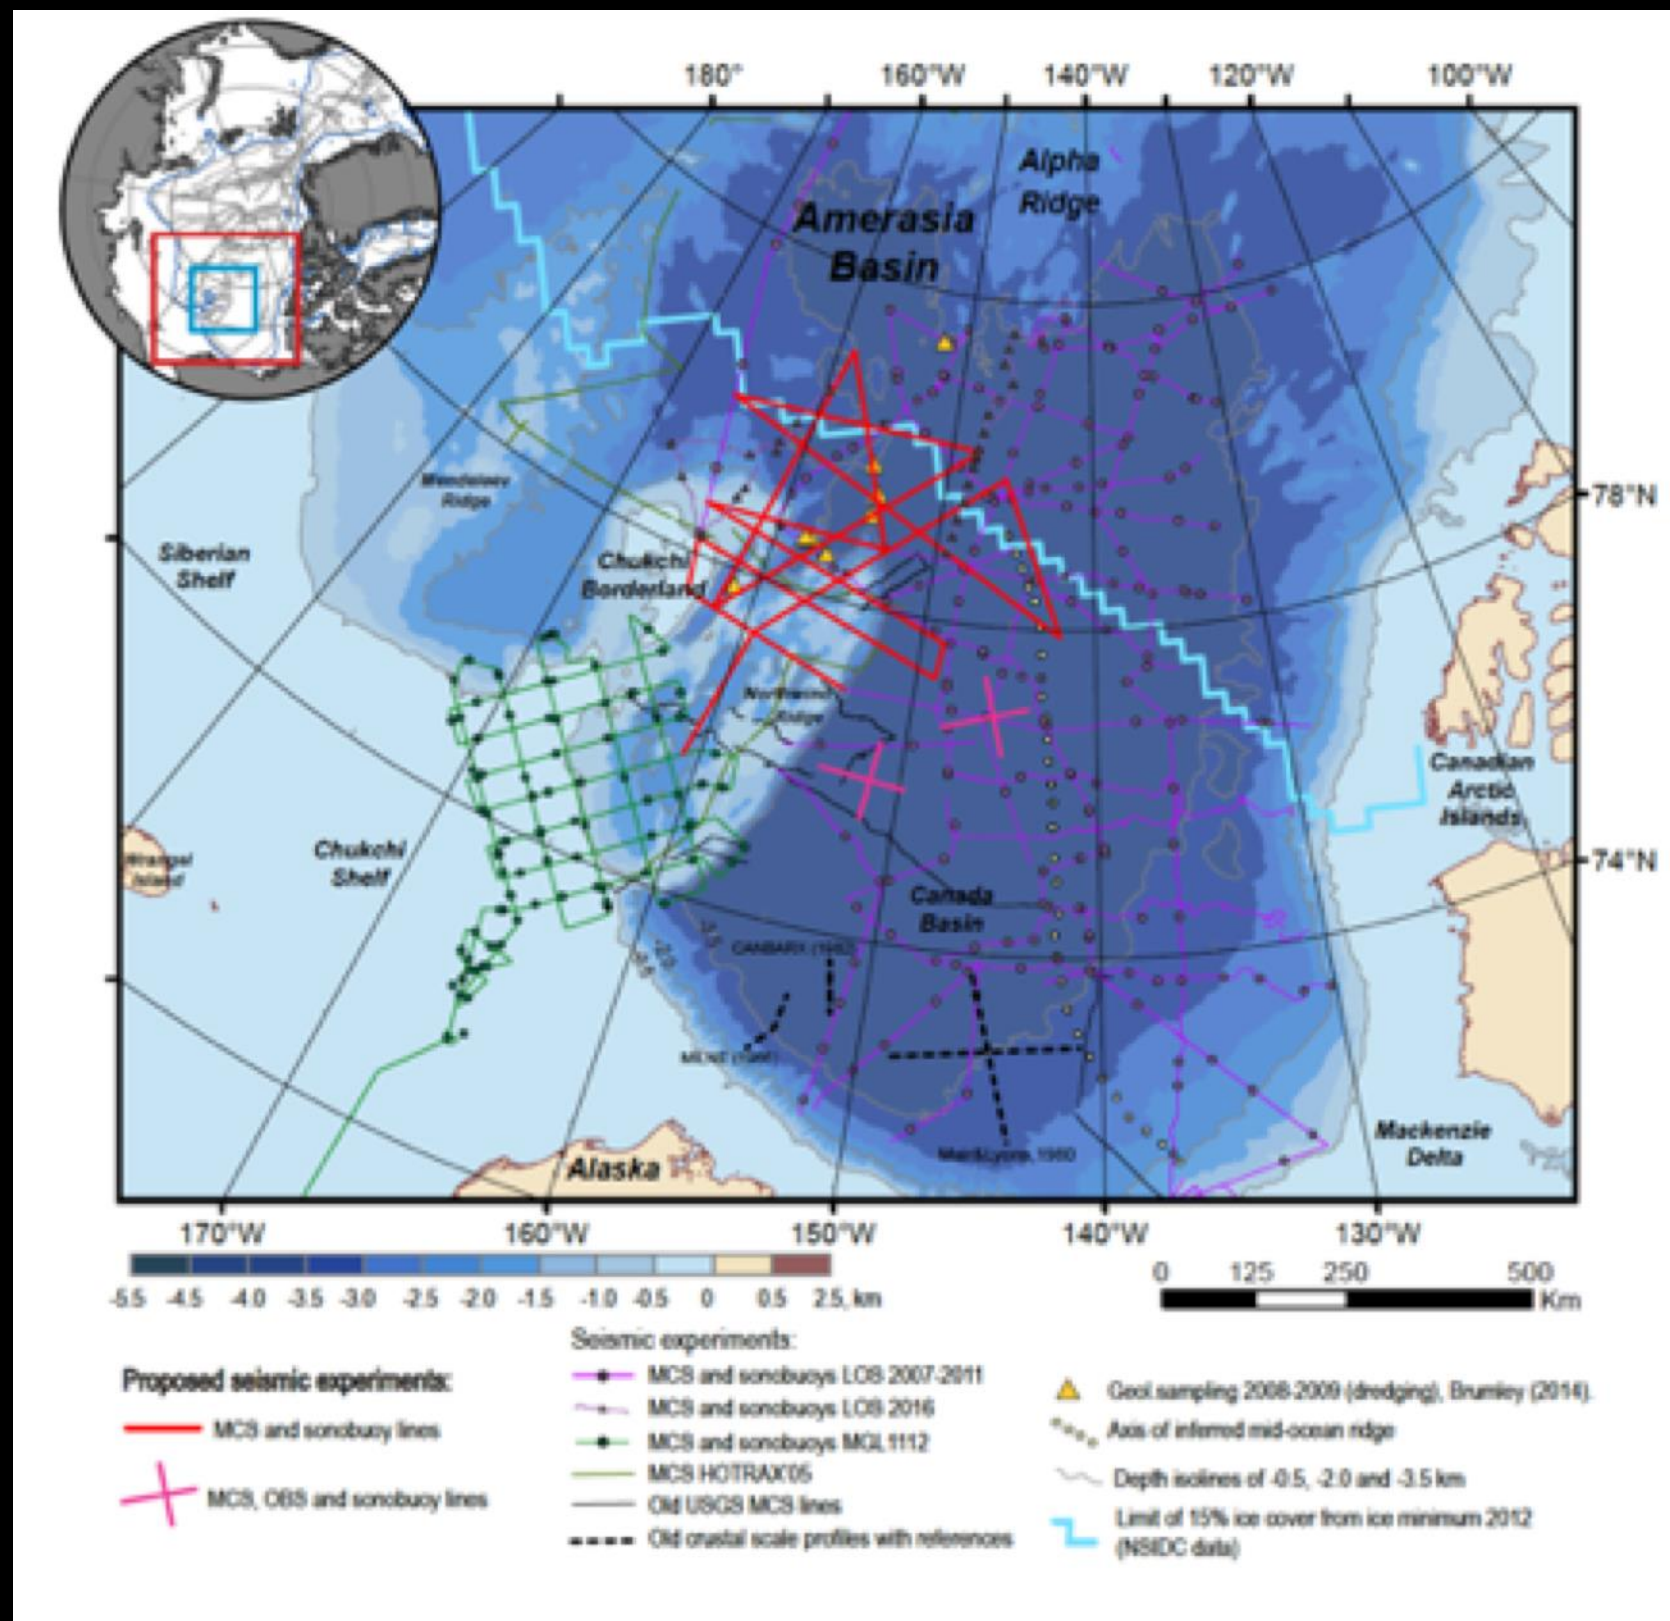 180° 160°W 140°W 120°W 100°W
Alpha
Ridge
Amerasia
Basin
Mendeleev
Ridge
78°N
Siberian
Shelf
Chukchi
Borderland
Northwind
Ridge
Canadian
Arctic
Islands
Chukchi
Shelf
Wrangel
Island
74°N
Canada
Basin
CANBARX (1982)
Alaska
Mackenzie
Delta
170°W 160°W 150°W 140°W 130°W
-5.5 -4.5 -4.0 -3.5 -3.0 -2.5 -2.0 -1.5 -1.0 -0.5 0 0.5 2.5, km
0 125 250 500
Km
Proposed seismic experiments:
MCS and sonobuoy lines
MCS, OBS and sonobuoy lines
Seismic experiments:
MCS and sonobuoys LOS 2007-2011
MCS and sonobuoys LOS 2016
MCS and sonobuoys MGL1112
MCS HOTRAX'05
Old USGS MCS lines
Old crustal scale profiles with references
Geol.sampling 2008-2009 (dredging), Brumley (2014).
Axis of inferred mid-ocean ridge
Depth isolines of -0.5, -2.0 and -3.5 km
Limit of 15% ice cover from ice minimum 2012
(NSIDC data)